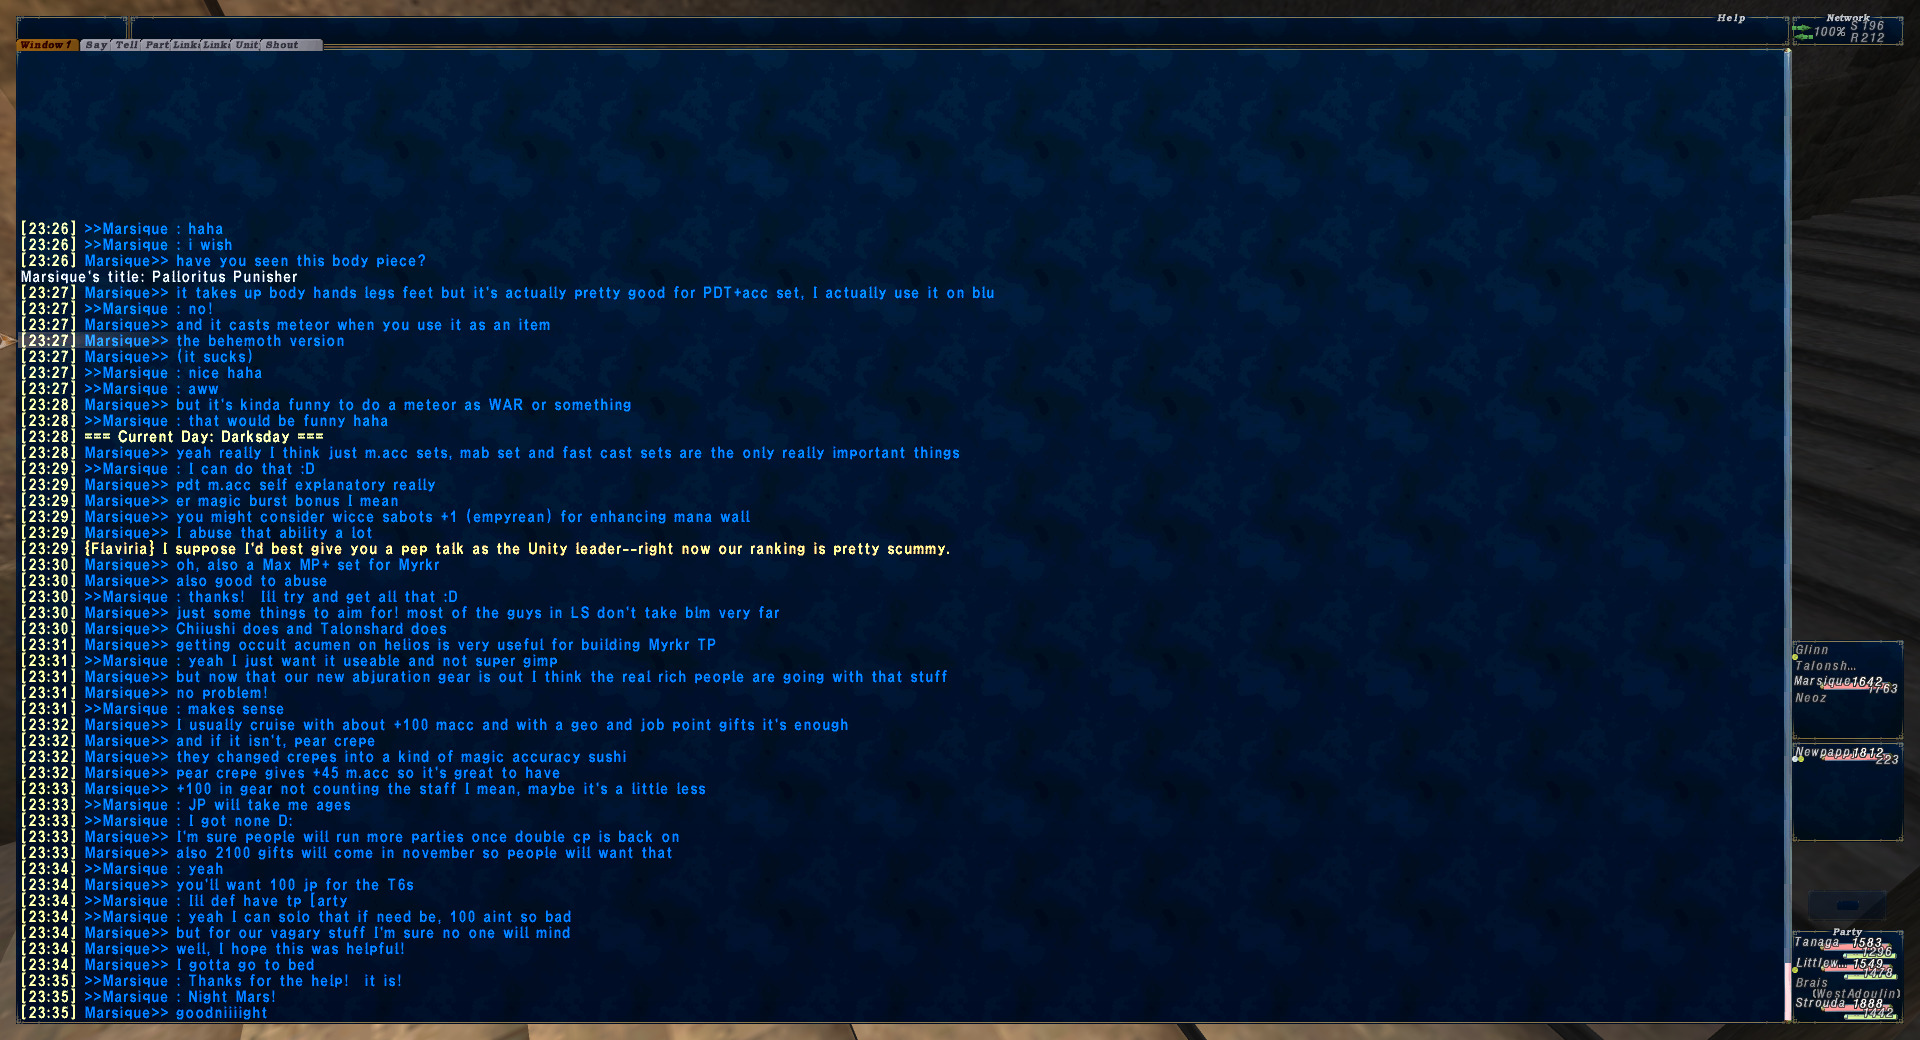 Help
Network
Window 1 Say Tell Part Link Link Unit Shout
100% S 196
R 212
[23:26] >>Marsique : haha
[23:26] >>Marsique : i wish
[23:26] Marsique>> have you seen this body piece?
Marsique's title: Palloritus Punisher
[23:27] Marsique>> it takes up body hands legs feet but it's actually pretty good for PDT+acc set, I actually use it on blu
[23:27] >>Marsique : no!
[23:27] Marsique>> and it casts meteor when you use it as an item
[23:27] Marsique>> the behemoth version
[23:27] Marsique>> (it sucks)
[23:27] >>Marsique : nice haha
[23:27] >>Marsique : aww
[23:28] Marsique>> but it's kinda funny to do a meteor as WAR or something
[23:28] >>Marsique : that would be funny haha
[23:28] === Current Day: Darksday ===
[23:28] Marsique>> yeah really I think just m.acc sets, mab set and fast cast sets are the only really important things
[23:29] >>Marsique : I can do that :D
[23:29] Marsique>> pdt m.acc self explanatory really
[23:29] Marsique>> er magic burst bonus I mean
[23:29] Marsique>> you might consider wicce sabots +1 (empyrean) for enhancing mana wall
[23:29] Marsique>> I abuse that ability a lot
[23:29] {Flaviria} I suppose I'd best give you a pep talk as the Unity leader--right now our ranking is pretty scummy.
[23:30] Marsique>> oh, also a Max MP+ set for Myrkr
[23:30] Marsique>> also good to abuse
[23:30] >>Marsique : thanks!  Ill try and get all that :D
[23:30] Marsique>> just some things to aim for! most of the guys in LS don't take blm very far
[23:30] Marsique>> Chiiushi does and Talonshard does
[23:31] Marsique>> getting occult acumen on helios is very useful for building Myrkr TP
[23:31] >>Marsique : yeah I just want it useable and not super gimp
[23:31] Marsique>> but now that our new abjuration gear is out I think the real rich people are going with that stuff
[23:31] Marsique>> no problem!
[23:31] >>Marsique : makes sense
[23:32] Marsique>> I usually cruise with about +100 macc and with a geo and job point gifts it's enough
[23:32] Marsique>> and if it isn't, pear crepe
[23:32] Marsique>> they changed crepes into a kind of magic accuracy sushi
[23:32] Marsique>> pear crepe gives +45 m.acc so it's great to have
[23:33] Marsique>> +100 in gear not counting the staff I mean, maybe it's a little less
[23:33] >>Marsique : JP will take me ages
[23:33] >>Marsique : I got none D:
[23:33] Marsique>> I'm sure people will run more parties once double cp is back on
[23:33] Marsique>> also 2100 gifts will come in november so people will want that
[23:34] >>Marsique : yeah
[23:34] Marsique>> you'll want 100 jp for the T6s
[23:34] >>Marsique : Ill def have tp [arty
[23:34] >>Marsique : yeah I can solo that if need be, 100 aint so bad
[23:34] Marsique>> but for our vagary stuff I'm sure no one will mind
[23:34] Marsique>> well, I hope this was helpful!
[23:34] Marsique>> I gotta go to bed
[23:35] >>Marsique : Thanks for the help!  it is!
[23:35] >>Marsique : Night Mars!
[23:35] Marsique>> goodniiiight
Glinn
Talonsh...
Marsique 1642
1763
Neoz
Newpapp 1812
223
Party
Tanaga 1583
1296
Littlew... 1549
Brais
(WestAdoulin)
Strouda 1888